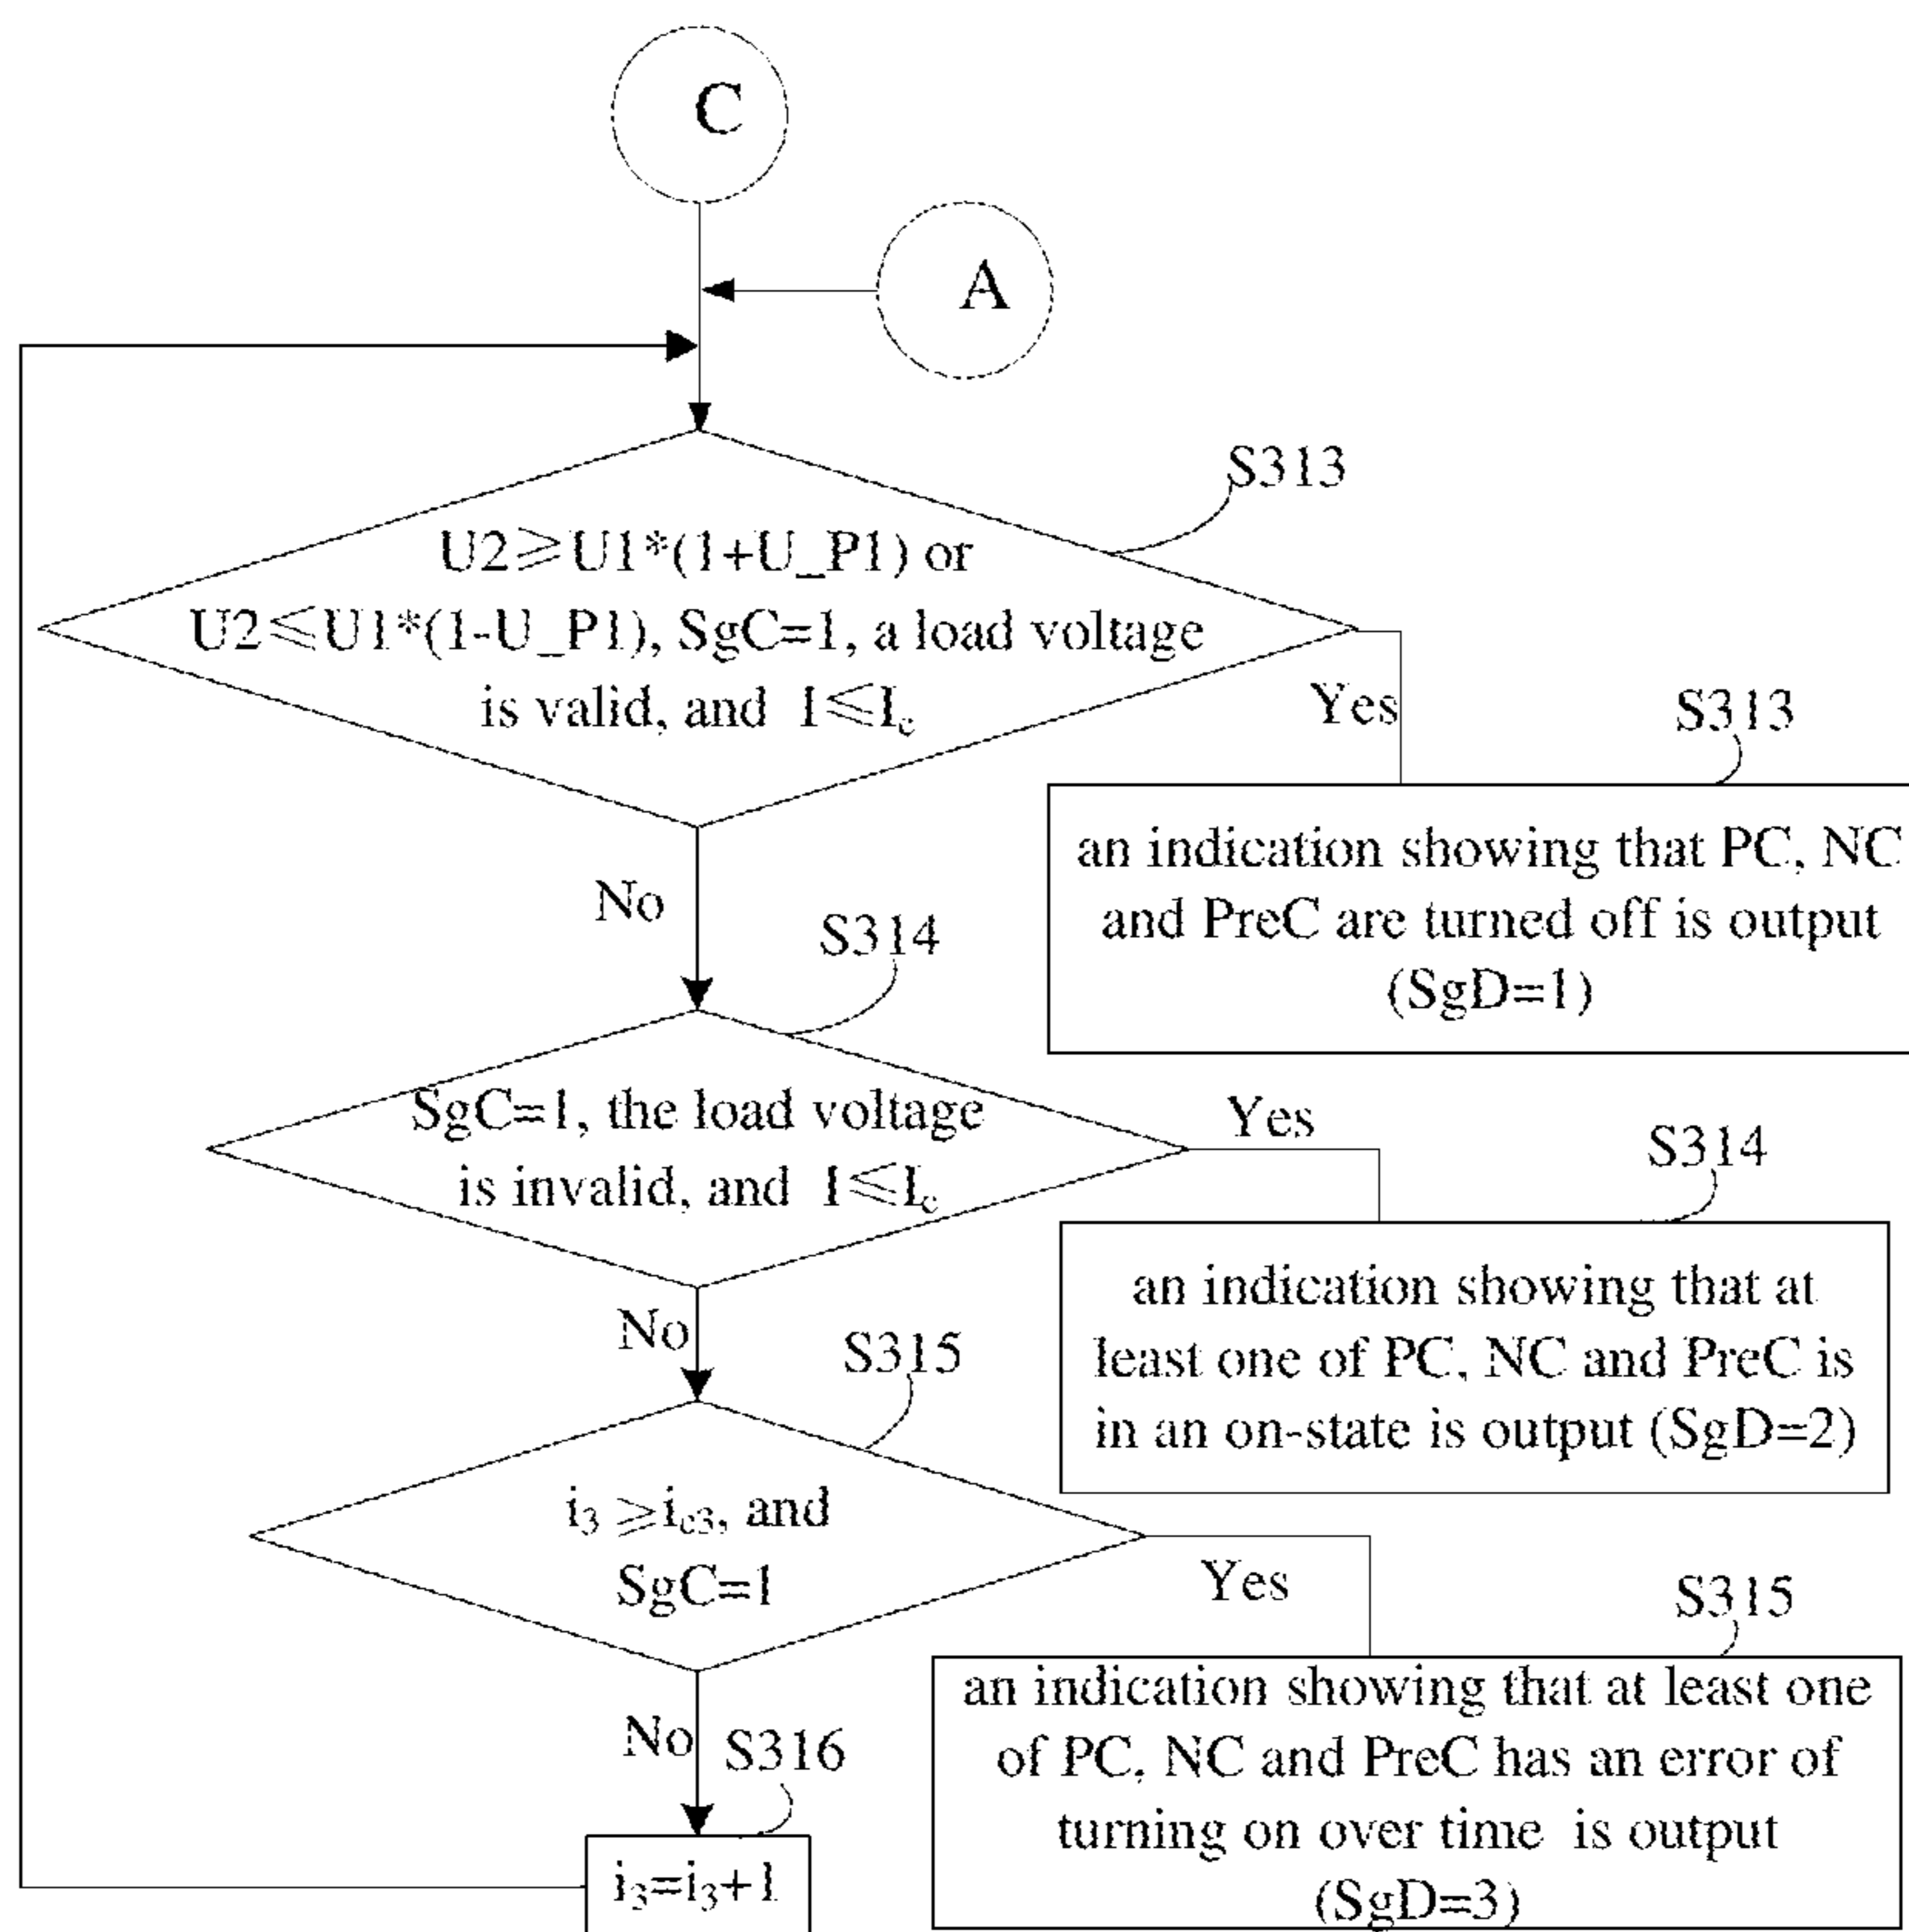 C
A
S313
U2≥U1*(1+U_P1) or
U2≤U1*(1-U_P1), SgC=1, a load voltage
is valid, and I≤I_c
Yes
S313
an indication showing that PC, NC
and PreC are turned off is output
(SgD=1)
No
S314
SgC=1, the load voltage
is invalid, and I≤I_c
Yes
S314
an indication showing that at
least one of PC, NC and PreC is
in an on-state is output (SgD=2)
No
S315
i₃ ≥i_c3, and
SgC=1
Yes
S315
an indication showing that at least one
of PC, NC and PreC has an error of
turning on over time is output
(SgD=3)
No
S316
i₃=i₃+1